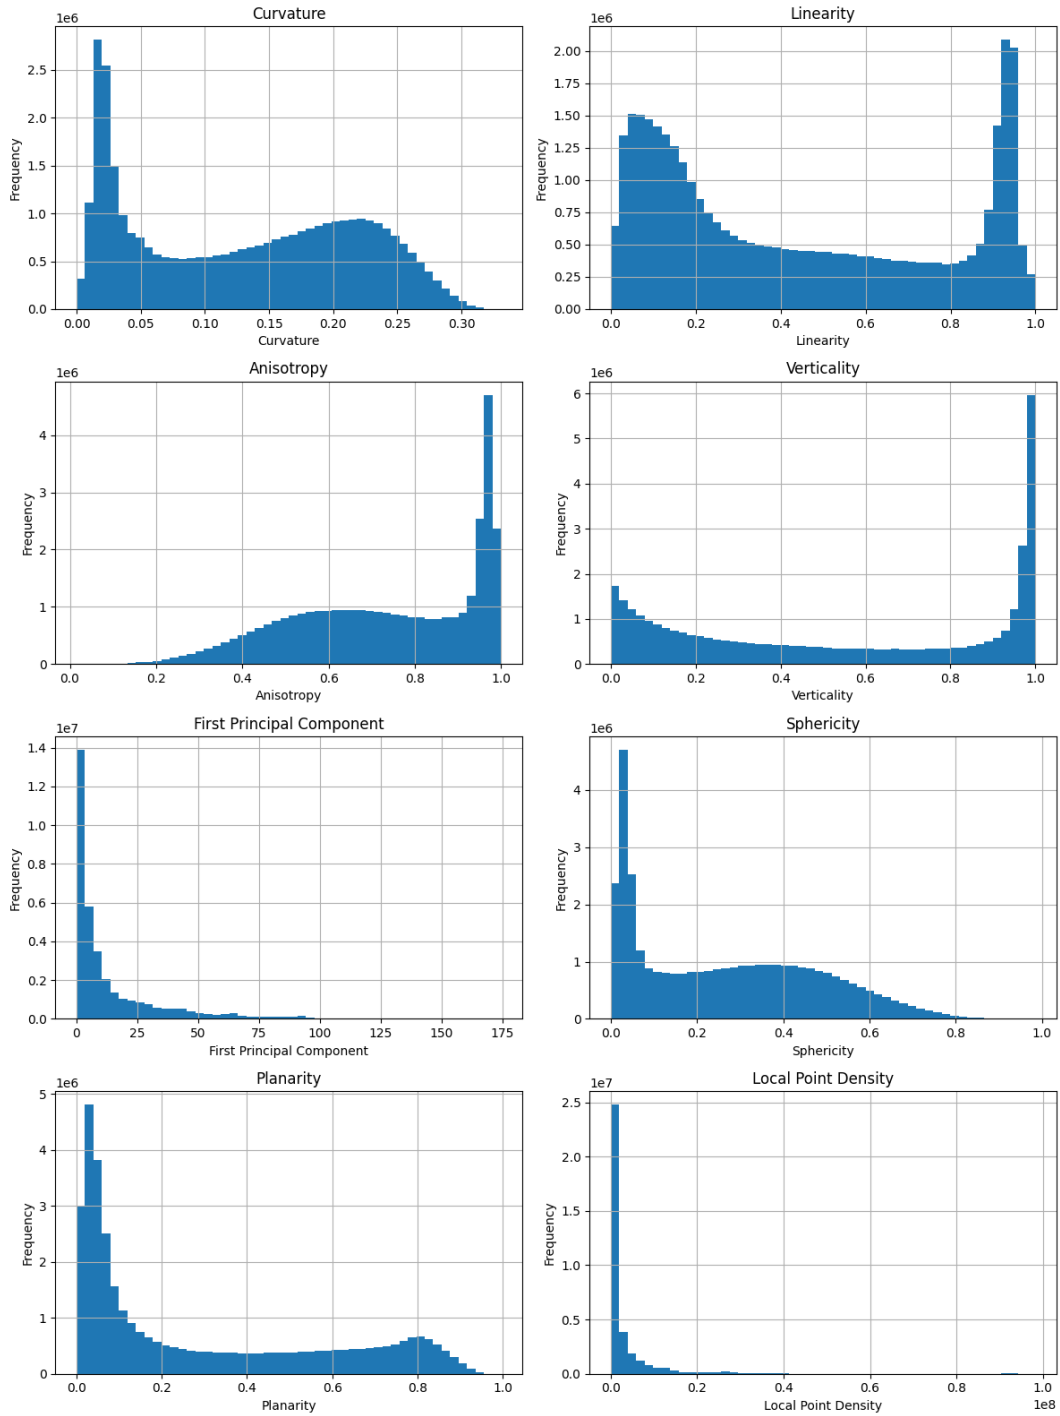 Curvature
1e6
Frequency
2.5
2.0
1.5
1.0
0.5
0.0
0.00 0.05 0.10 0.15 0.20 0.25 0.30
Curvature
Linearity
1e6
Frequency
2.00
1.75
1.50
1.25
1.00
0.75
0.50
0.25
0.00
0.0 0.2 0.4 0.6 0.8 1.0
Linearity
Anisotropy
1e6
Frequency
4
3
2
1
0
0.0 0.2 0.4 0.6 0.8 1.0
Anisotropy
Verticality
1e6
Frequency
6
5
4
3
2
1
0
0.0 0.2 0.4 0.6 0.8 1.0
Verticality
First Principal Component
1e7
Frequency
1.4
1.2
1.0
0.8
0.6
0.4
0.2
0.0
0 25 50 75 100 125 150 175
First Principal Component
Sphericity
1e6
Frequency
4
3
2
1
0
0.0 0.2 0.4 0.6 0.8 1.0
Sphericity
Planarity
1e6
Frequency
5
4
3
2
1
0
0.0 0.2 0.4 0.6 0.8 1.0
Planarity
Local Point Density
1e7
Frequency
2.5
2.0
1.5
1.0
0.5
0.0
0.0 0.2 0.4 0.6 0.8 1.0
Local Point Density
1e8